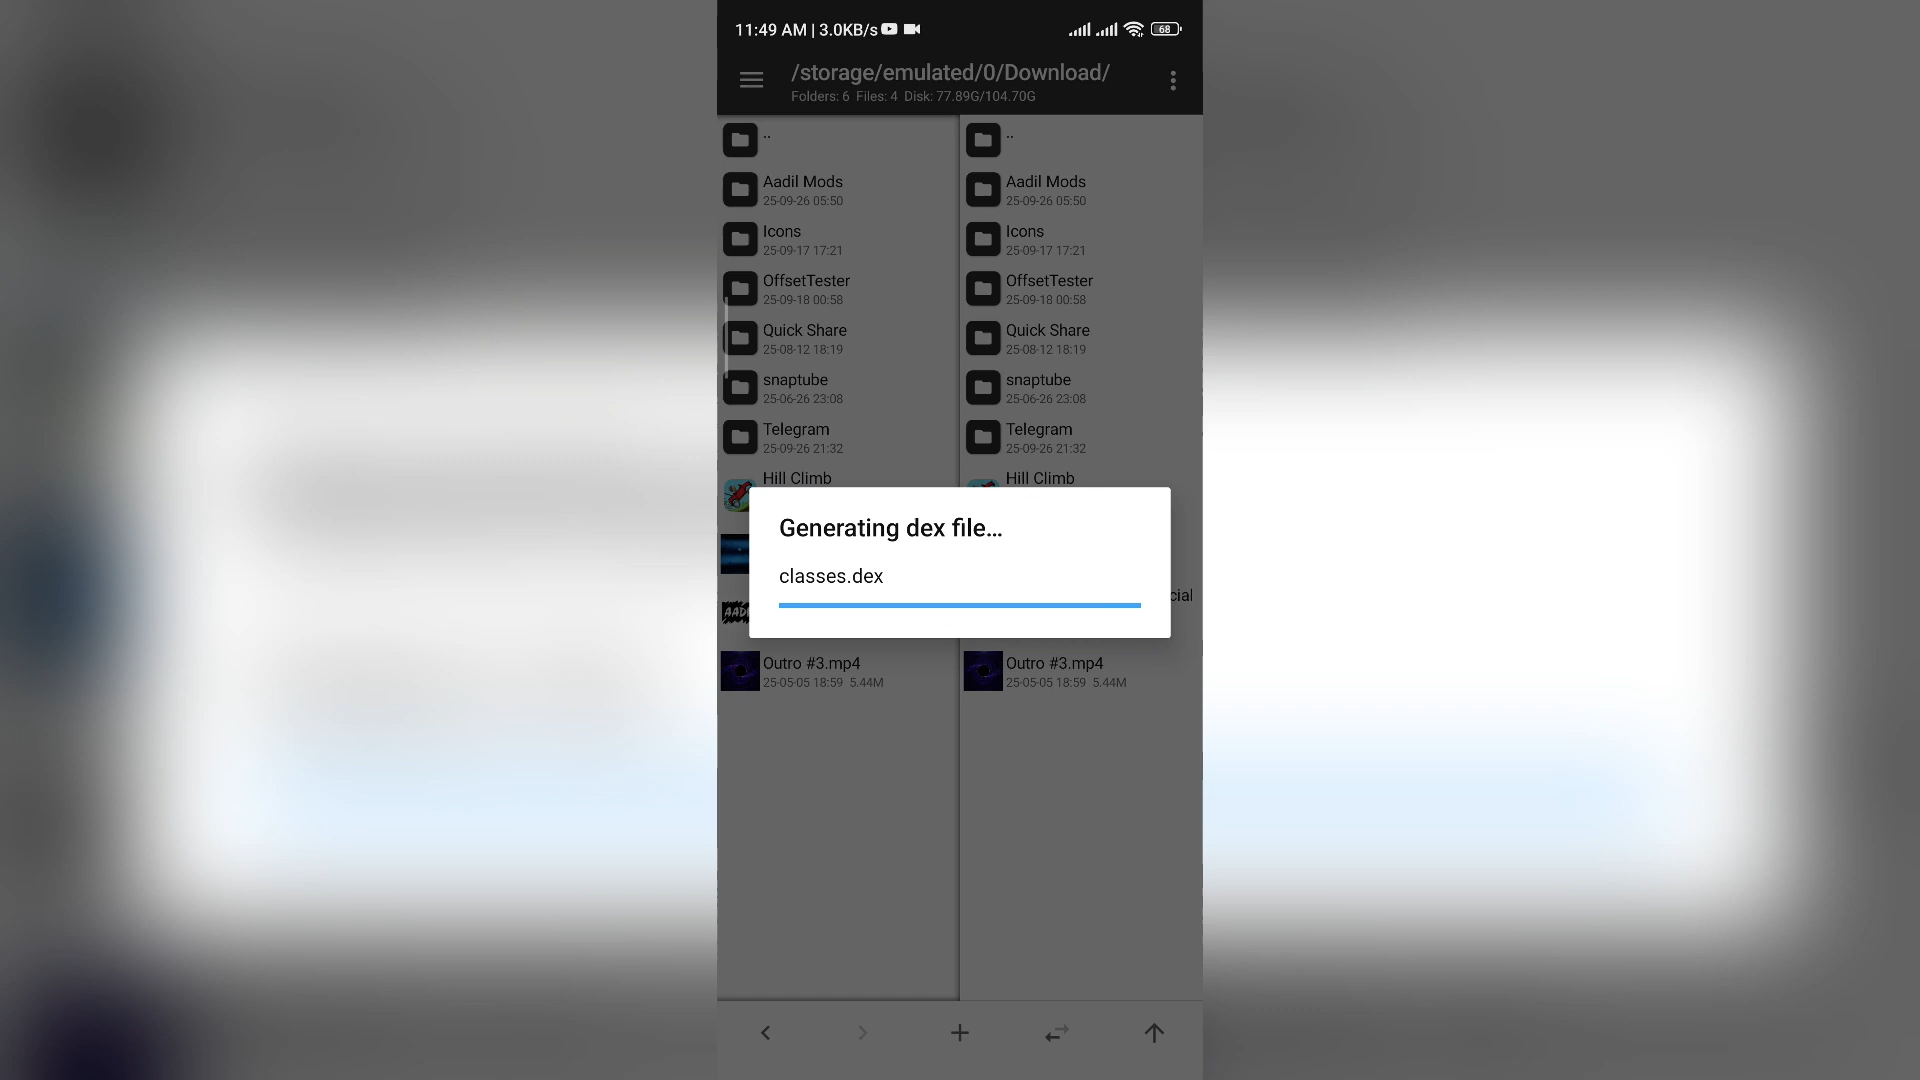 11:49 AM | 3.0KB/s
68
/storage/emulated/0/Download/
Folders: 6 Files: 4 Disk: 77.89G/104.70G
..
Aadil Mods
25-09-26 05:50
Icons
25-09-17 17:21
OffsetTester
25-09-18 00:58
Quick Share
25-08-12 18:19
snaptube
25-06-26 23:08
Telegram
25-09-26 21:32
Hill Climb
AADI
Outro #3.mp4
25-05-05 18:59 5.44M
..
Aadil Mods
25-09-26 05:50
Icons
25-09-17 17:21
OffsetTester
25-09-18 00:58
Quick Share
25-08-12 18:19
snaptube
25-06-26 23:08
Telegram
25-09-26 21:32
Hill Climb
cial
Outro #3.mp4
25-05-05 18:59 5.44M
Generating dex file...
classes.dex